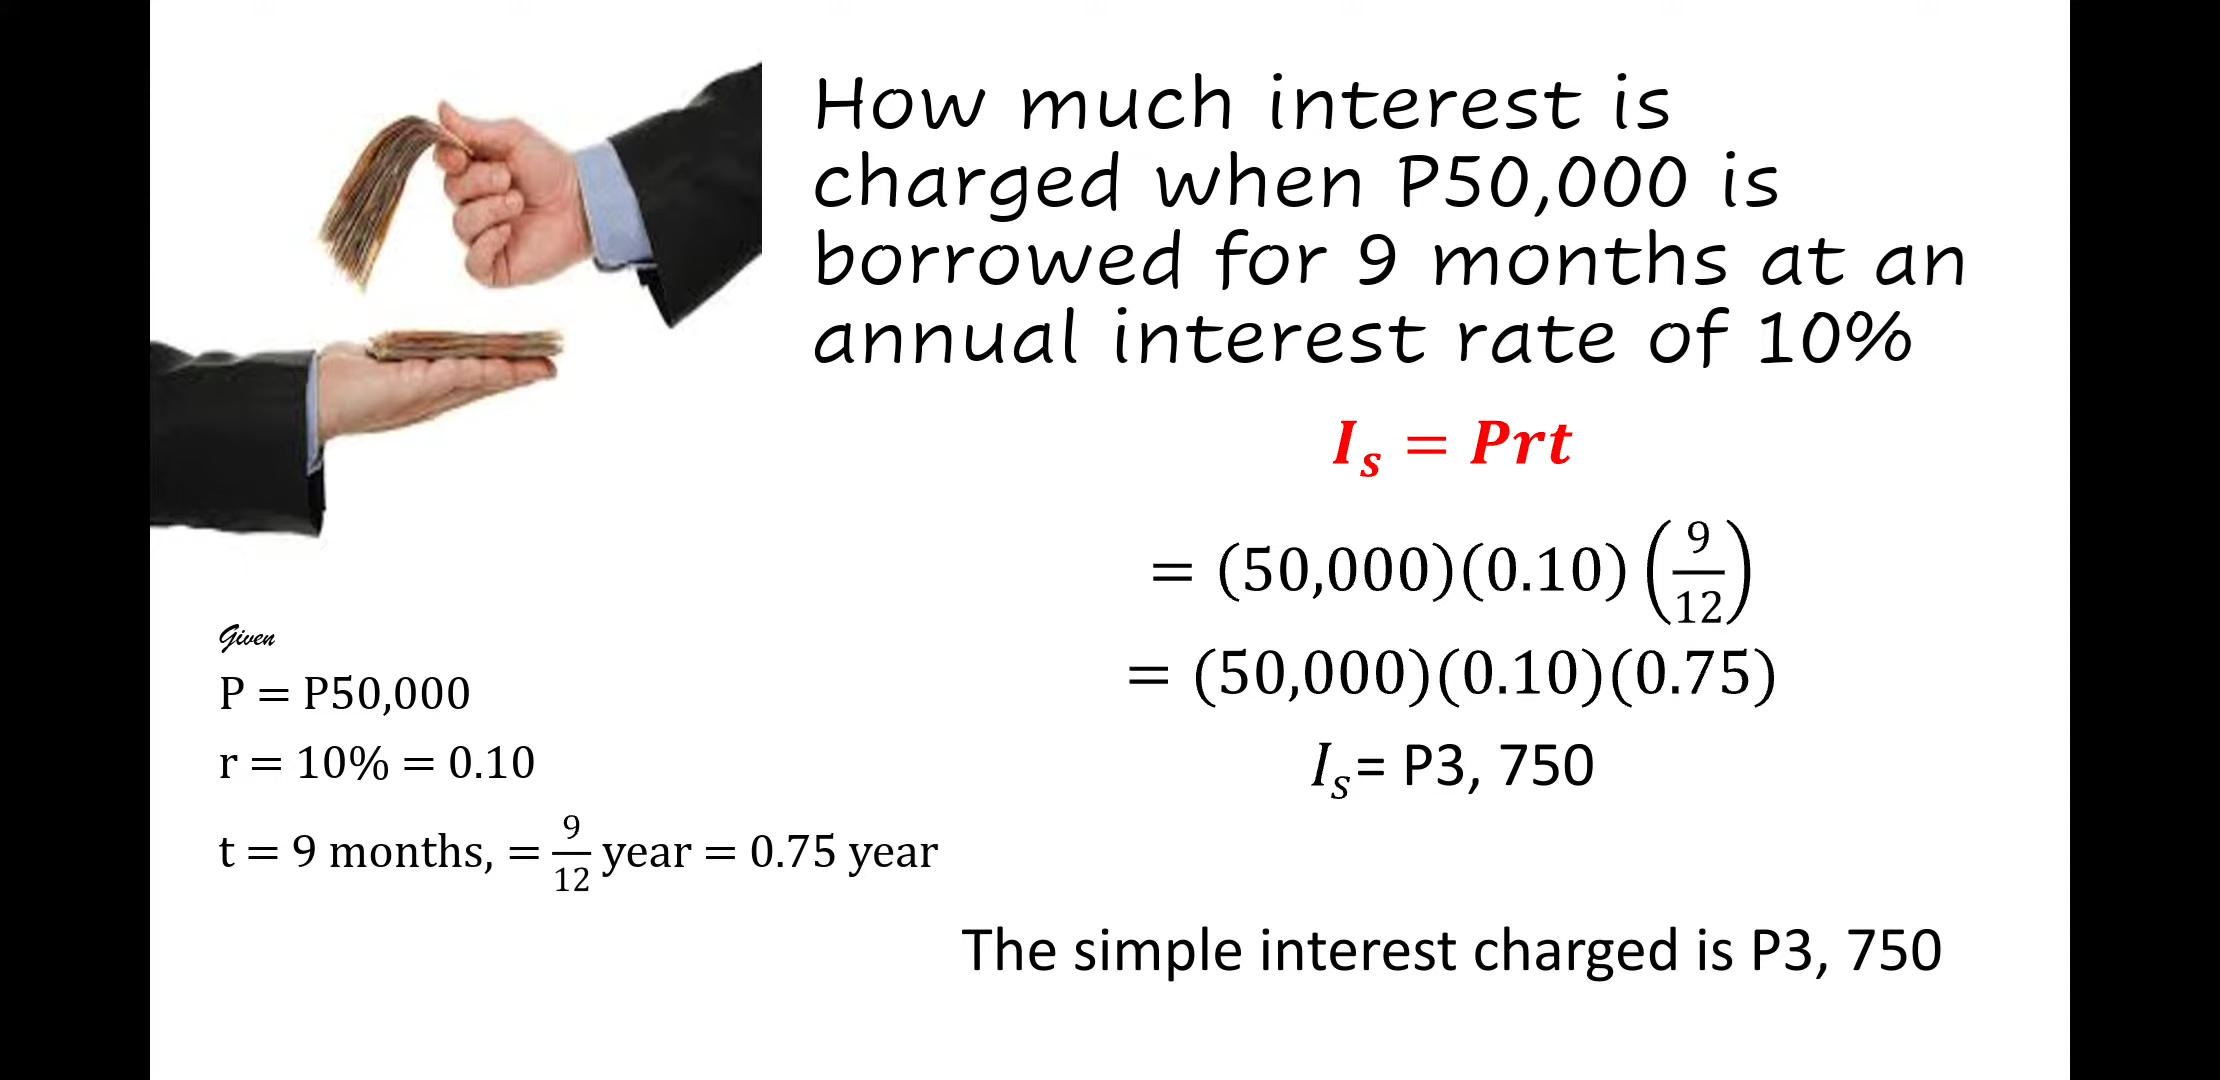 How much interest is
charged when P50,000 is
borrowed for 9 months at an
annual interest rate of 10%
I_s = Prt
= (50,000)(0.10)(9/12)
= (50,000)(0.10)(0.75)
I_s= P3, 750
Given
P = P50,000
r = 10% = 0.10
t = 9 months, = 9/12 year = 0.75 year
The simple interest charged is P3, 750